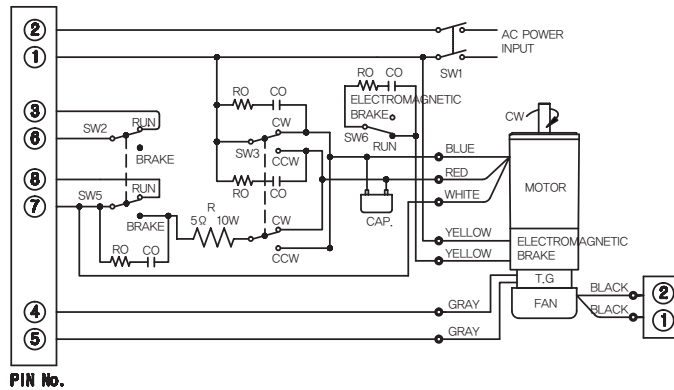 ②
AC POWER
INPUT
①
SW1
RO CO
RO CO
ELECTROMAGNETIC
BRAKE
SW6
RUN
CW
③
RUN
⑥
SW2
BRAKE
CW
SW3
CCW
BLUE
RED
WHITE
MOTOR
⑧
RUN
RO CO
⑦
SW5
BRAKE
R
5Ω 10W
CW
CCW
CAP.
RO CO
YELLOW
YELLOW
ELECTROMAGNETIC
BRAKE
T.G
FAN
BLACK
②
BLACK
①
④
GRAY
⑤
GRAY
PIN No.